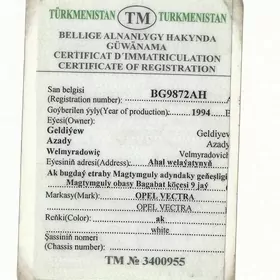 TÜRKMENISTAN TM TURKMENISTAN
BELLIGE ALNANLYGY HAKYNDA
GÜWÄNAMA
CERTIFICAT D'IMMATRICULATION
CERTIFICATE OF REGISTRATION
San belgisi
(Registration number): BG9872AH
Goýberilen ýyly(Year of production): 1994
Eýesi(Owner):
Geldiýew Geldiyev
Azady Azady
Welmyradowiç Velmyradovich
Eýesiniň adresi(Address): Ahal welaýatynyň
Ak bugdaý etraby Magtymguly adyndaky geňeşligi
Magtymguly obasy Bagabat köçesi 9 jaý
Markasy(Mark): OPEL VECTRA
OPEL VECTRA
Reňki(Color): ak
white
Şassiniň nomeri
(Chassis number):
TM № 3400955